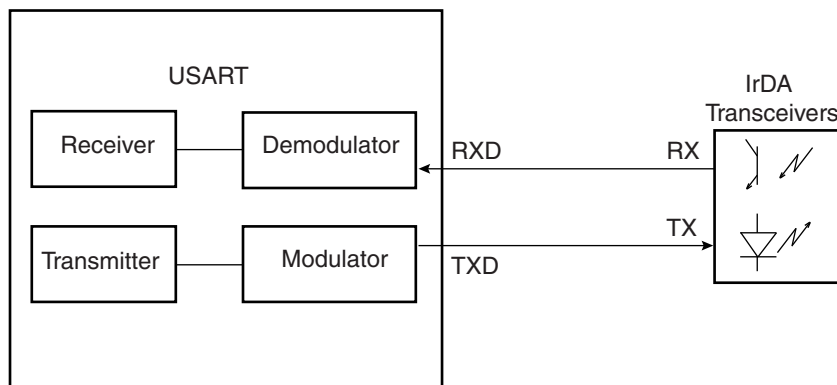 USART
IrDA
Transceivers
Receiver
Demodulator
RXD
RX
TX
Transmitter
Modulator
TXD